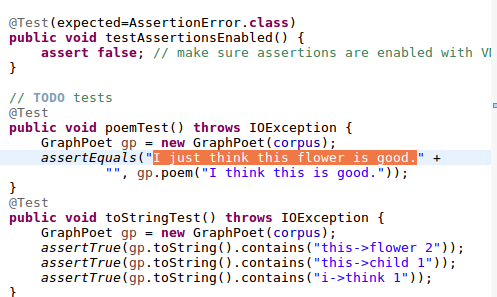 @Test(expected=AssertionError.class)
public void testAssertionsEnabled() {
assert false; // make sure assertions are enabled with
}
// TODO tests
@Test
public void poemTest() throws IOException {
GraphPoet gp = new GraphPoet(corpus);
assertEquals("I just think this flower is good." +
"", gp.poem("I think this is good."));
}
@Test
public void toStringTest() throws IOException {
GraphPoet gp = new GraphPoet(corpus);
assertTrue(gp.toString().contains("this->flower 2"));
assertTrue(gp.toString().contains("this->child 1"));
assertTrue(gp.toString().contains("i->think 1"));
}